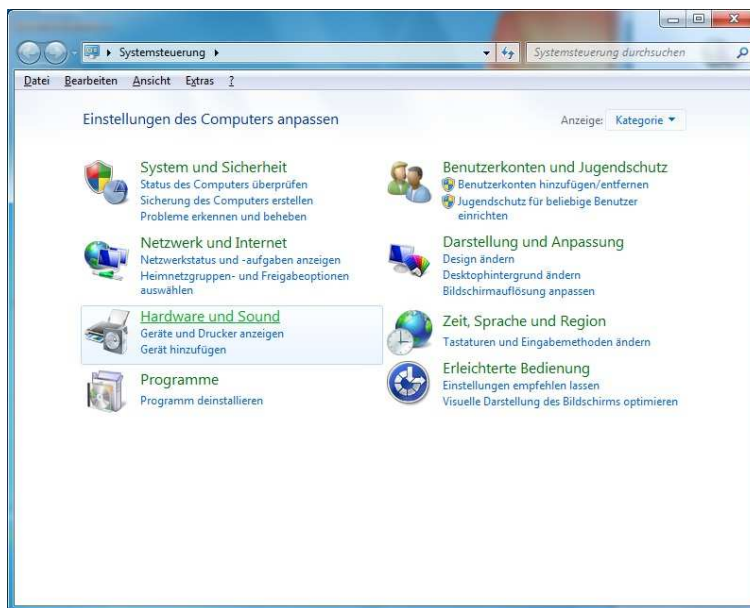 Systemsteuerung
Systemsteuerung durchsuchen
Datei Bearbeiten Ansicht Extras ?
Einstellungen des Computers anpassen
Anzeige: Kategorie
System und Sicherheit
Status des Computers überprüfen
Sicherung des Computers erstellen
Probleme erkennen und beheben
Netzwerk und Internet
Netzwerkstatus und -aufgaben anzeigen
Heimnetzgruppen- und Freigabeoptionen
auswählen
Hardware und Sound
Geräte und Drucker anzeigen
Gerät hinzufügen
Programme
Programm deinstallieren
Benutzerkonten und Jugendschutz
Benutzerkonten hinzufügen/entfernen
Jugendschutz für beliebige Benutzer
einrichten
Darstellung und Anpassung
Design ändern
Desktophintergrund ändern
Bildschirmauflösung anpassen
Zeit, Sprache und Region
Tastaturen und Eingabemethoden ändern
Erleichterte Bedienung
Einstellungen empfehlen lassen
Visuelle Darstellung des Bildschirms optimieren